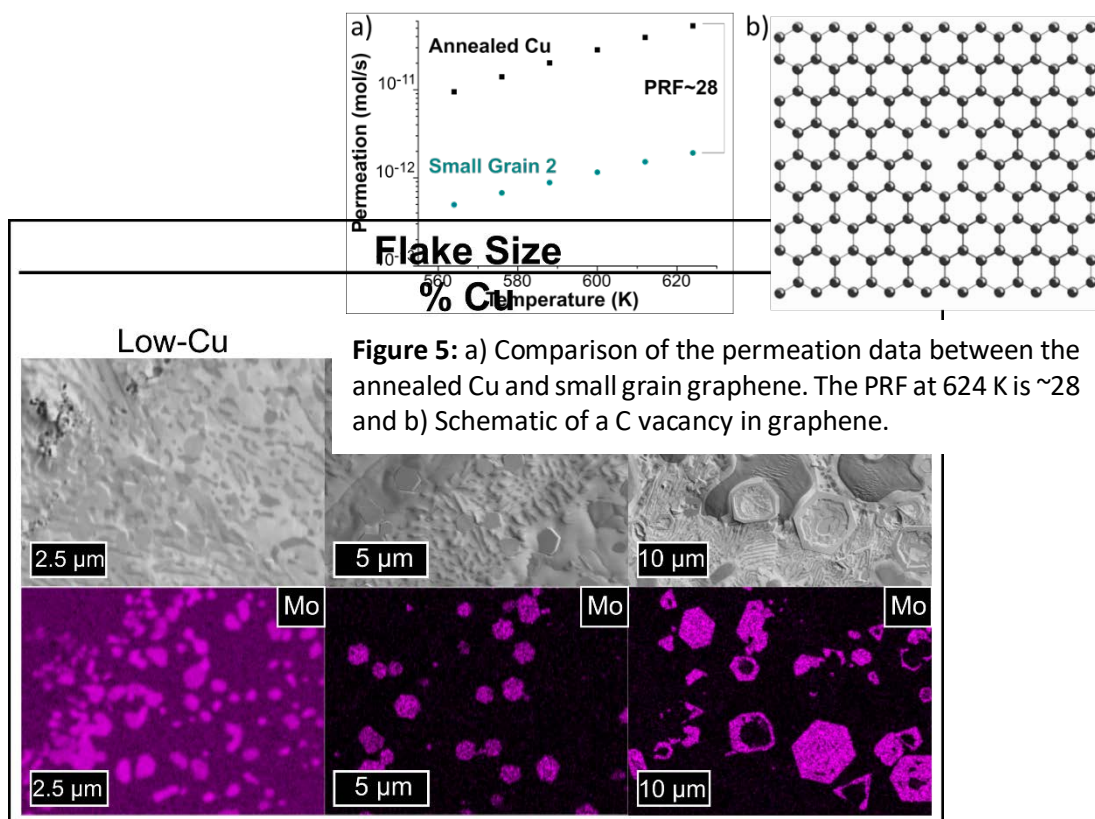 a)
Annealed Cu
Permeation (mol/s)
10⁻¹¹
PRF~28
10⁻¹²
Small Grain 2
560
580
600
620
Temperature (K)
b)
Flake Size
% Cu
Low-Cu
Figure 5: a) Comparison of the permeation data between the
annealed Cu and small grain graphene. The PRF at 624 K is ~28
and b) Schematic of a C vacancy in graphene.
2.5 µm
5 µm
10 µm
Mo
Mo
Mo
2.5 µm
5 µm
10 µm